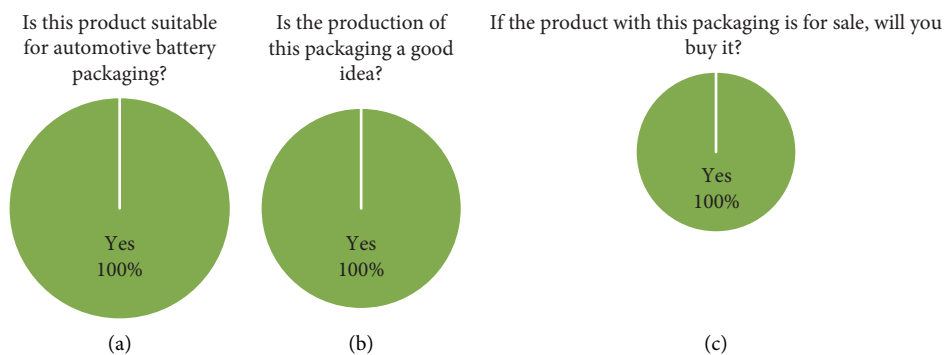 Is this product suitable
for automotive battery
packaging?
Yes
100%
(a)
Is the production of
this packaging a good
idea?
Yes
100%
(b)
If the product with this packaging is for sale, will you
buy it?
Yes
100%
(c)